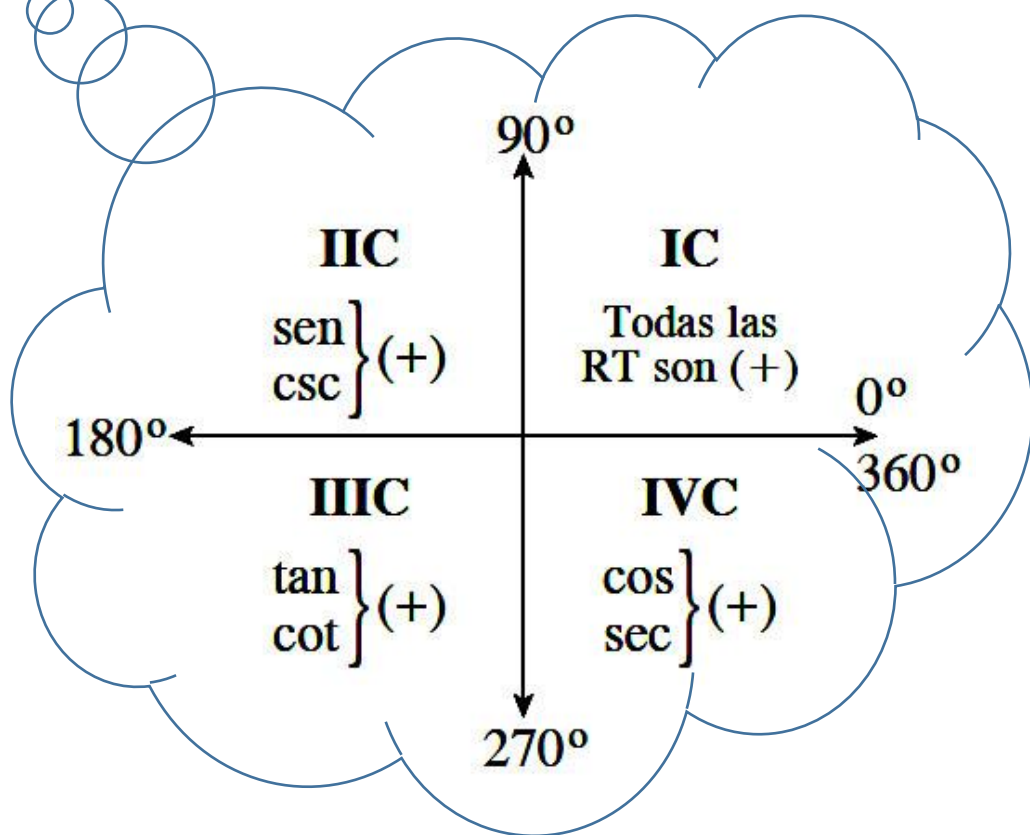 90º
IIC
sen
csc
(+)
IC
Todas las
RT son (+)
180º
0º
360º
IIIC
tan
cot
(+)
IVC
cos
sec
(+)
270º